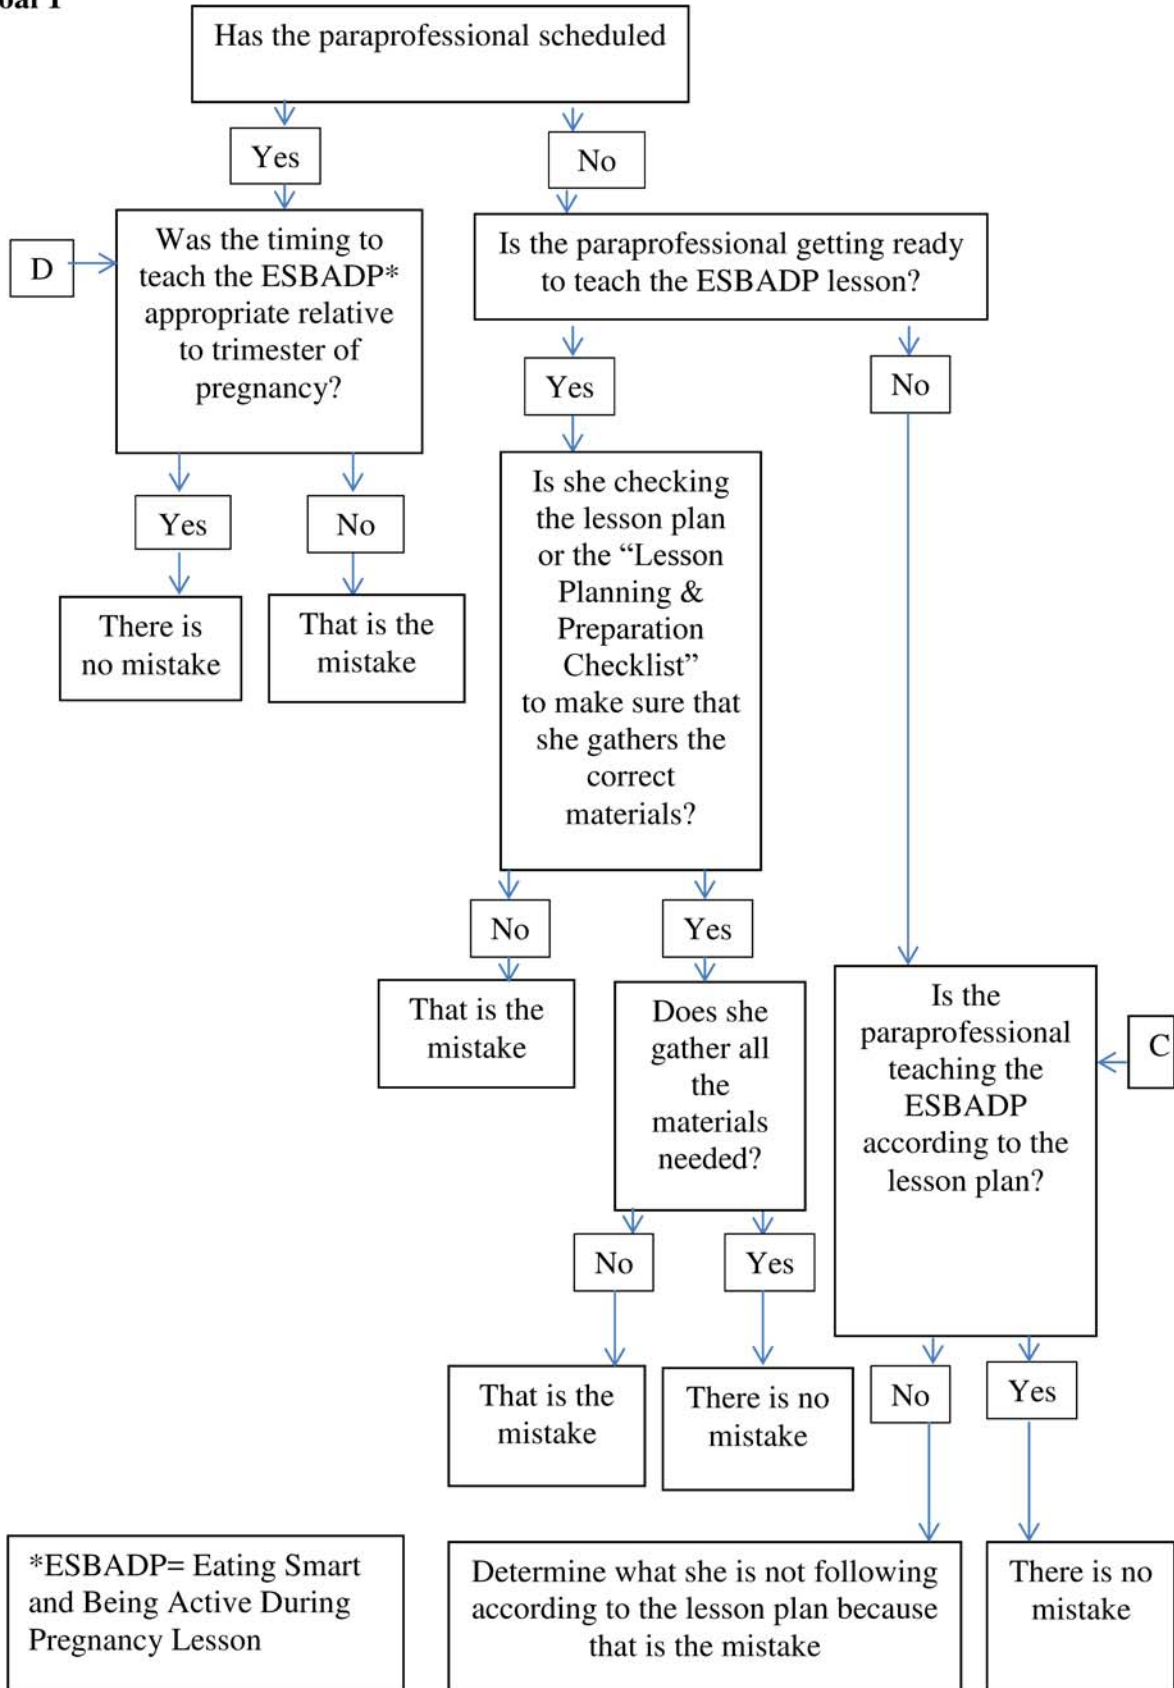 Has the paraprofessional scheduled
Yes
No
D
Was the timing to
teach the ESBADP*
appropriate relative
to trimester of
pregnancy?
Is the paraprofessional getting ready
to teach the ESBADP lesson?
Yes
No
Yes
No
There is
no mistake
That is the
mistake
Is she checking
the lesson plan
or the “Lesson
Planning &
Preparation
Checklist”
to make sure that
she gathers the
correct
materials?
No
Yes
That is the
mistake
Does she
gather all
the
materials
needed?
Is the
paraprofessional
teaching the
ESBADP
according to the
lesson plan?
C
No
Yes
That is the
mistake
There is no
mistake
No
Yes
*ESBADP= Eating Smart
and Being Active During
Pregnancy Lesson
Determine what she is not following
according to the lesson plan because
that is the mistake
There is no
mistake